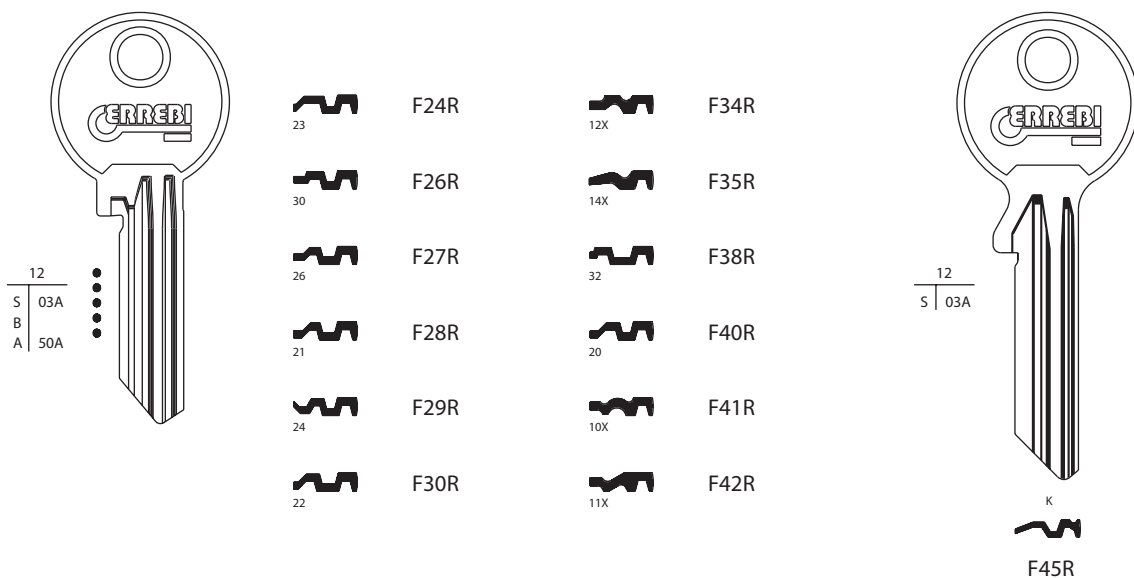 ERREBI
12
S 03A
B
A 50A
23 F24R
30 F26R
26 F27R
21 F28R
24 F29R
22 F30R
12X F34R
14X F35R
32 F38R
20 F40R
10X F41R
11X F42R
ERREBI
12
S 03A
K
F45R